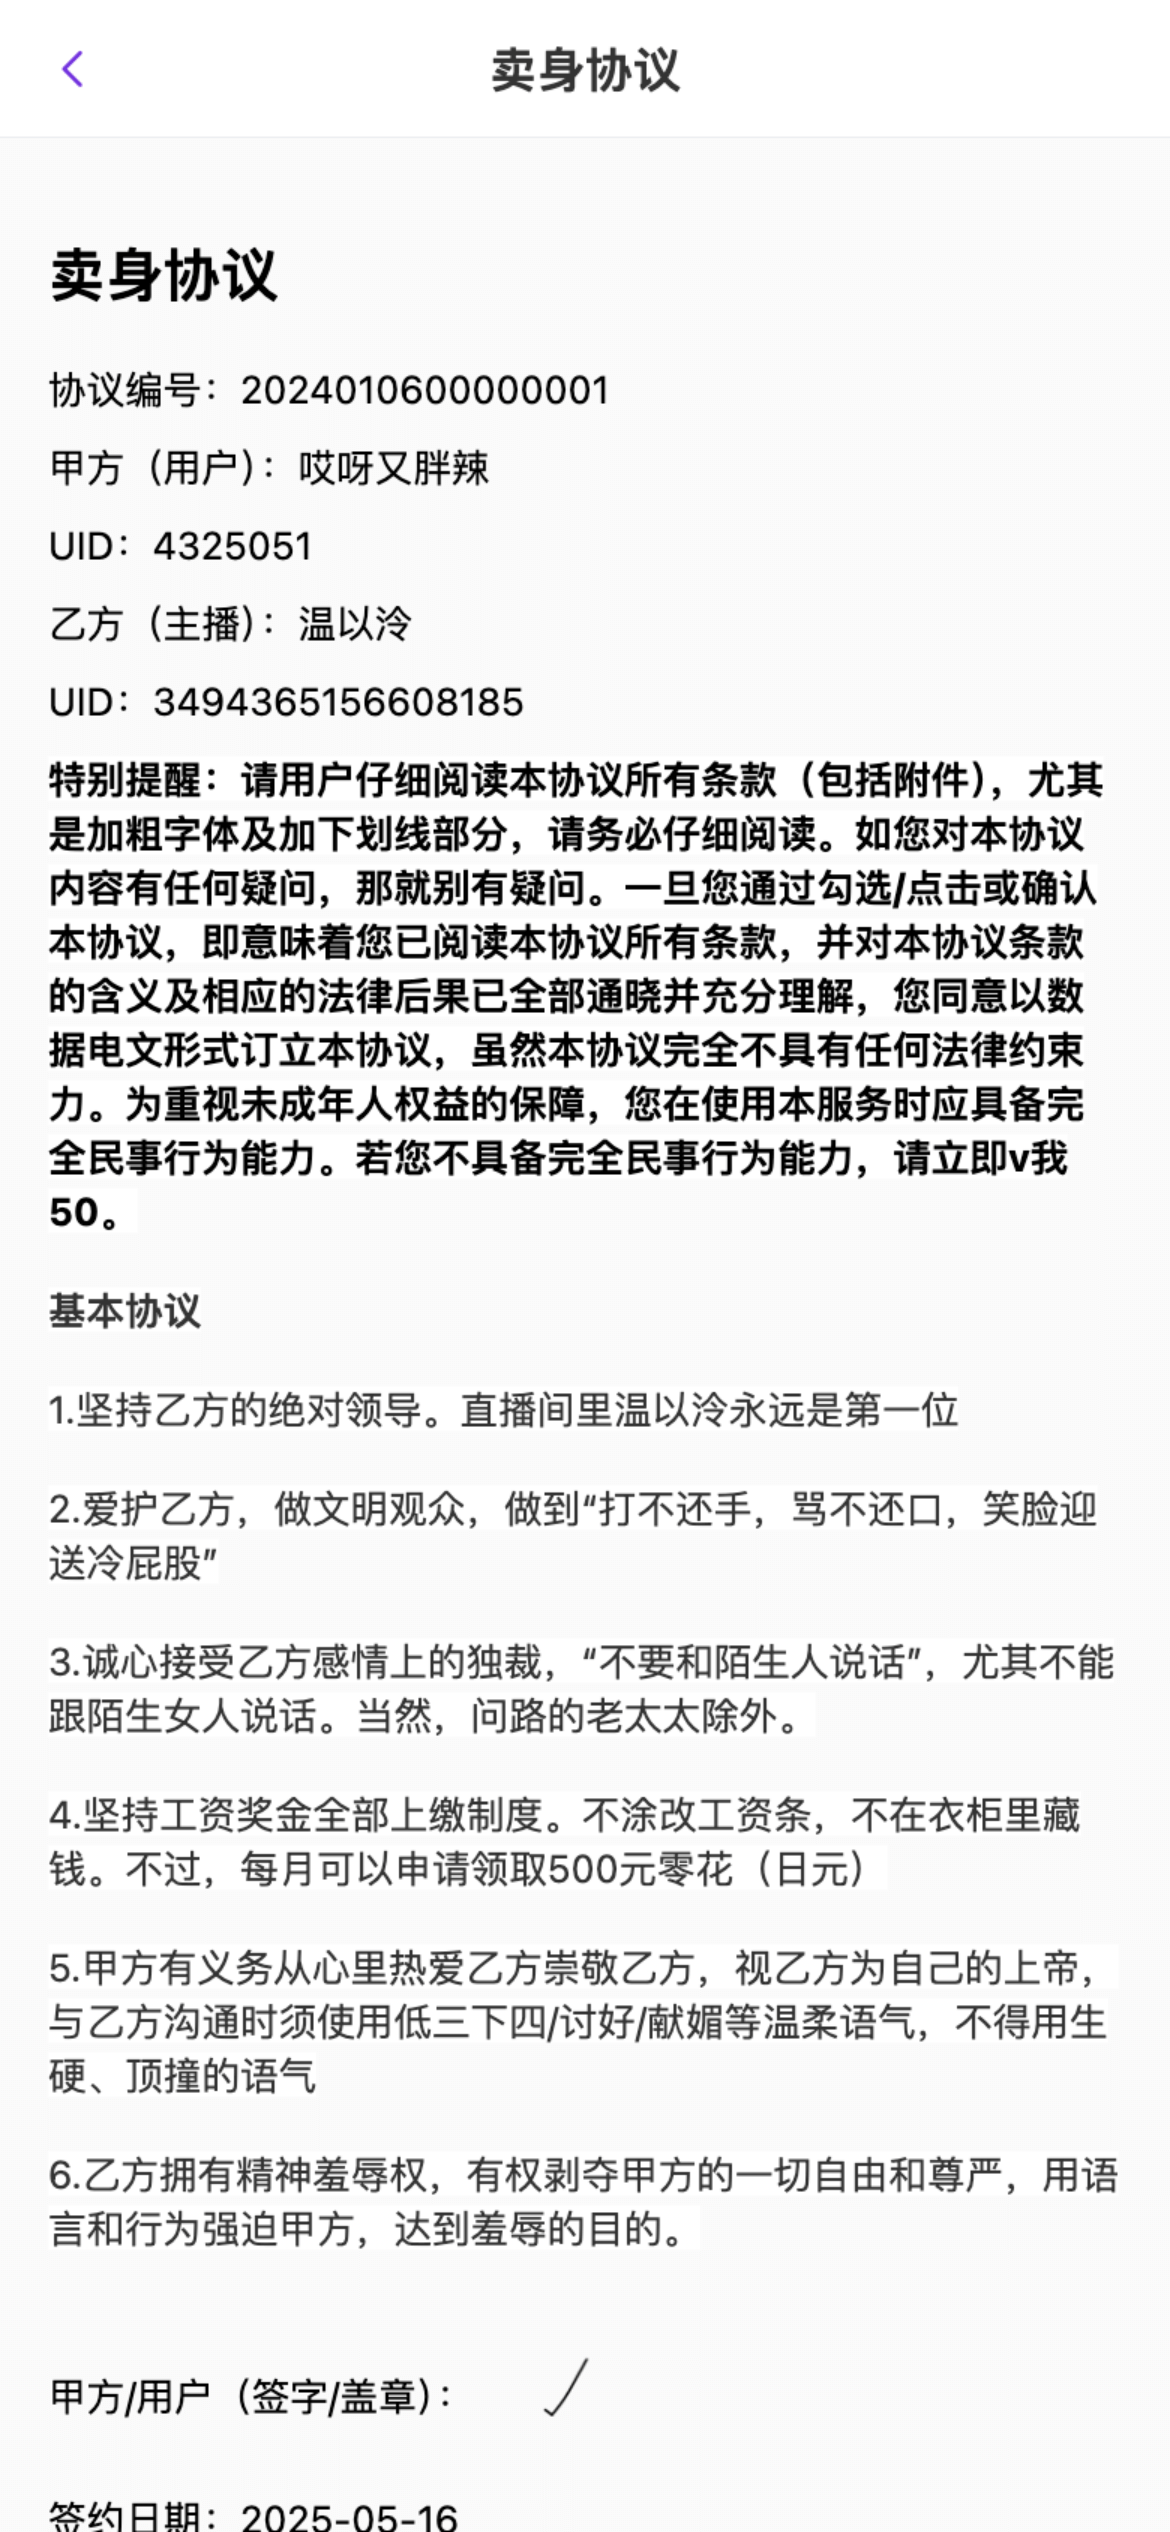 卖身协议
卖身协议
协议编号：2024010600000001
甲方（用户）：哎呀又胖辣
UID：4325051
乙方（主播）：温以泠
UID：3494365156608185
特别提醒：请用户仔细阅读本协议所有条款（包括附件），尤其
是加粗字体及加下划线部分，请务必仔细阅读。如您对本协议
内容有任何疑问，那就别有疑问。一旦您通过勾选/点击或确认
本协议，即意味着您已阅读本协议所有条款，并对本协议条款
的含义及相应的法律后果已全部通晓并充分理解，您同意以数
据电文形式订立本协议，虽然本协议完全不具有任何法律约束
力。为重视未成年人权益的保障，您在使用本服务时应具备完
全民事行为能力。若您不具备完全民事行为能力，请立即v我
50。
基本协议
1.坚持乙方的绝对领导。直播间里温以泠永远是第一位
2.爱护乙方，做文明观众，做到“打不还手，骂不还口，笑脸迎
送冷屁股”
3.诚心接受乙方感情上的独裁，“不要和陌生人说话”，尤其不能
跟陌生女人说话。当然，问路的老太太除外。
4.坚持工资奖金全部上缴制度。不涂改工资条，不在衣柜里藏
钱。不过，每月可以申请领取500元零花（日元）
5.甲方有义务从心里热爱乙方崇敬乙方，视乙方为自己的上帝，
与乙方沟通时须使用低三下四/讨好/献媚等温柔语气，不得用生
硬、顶撞的语气
6.乙方拥有精神羞辱权，有权剥夺甲方的一切自由和尊严，用语
言和行为强迫甲方，达到羞辱的目的。
甲方/用户（签字/盖章）：
签约日期：2025-05-16